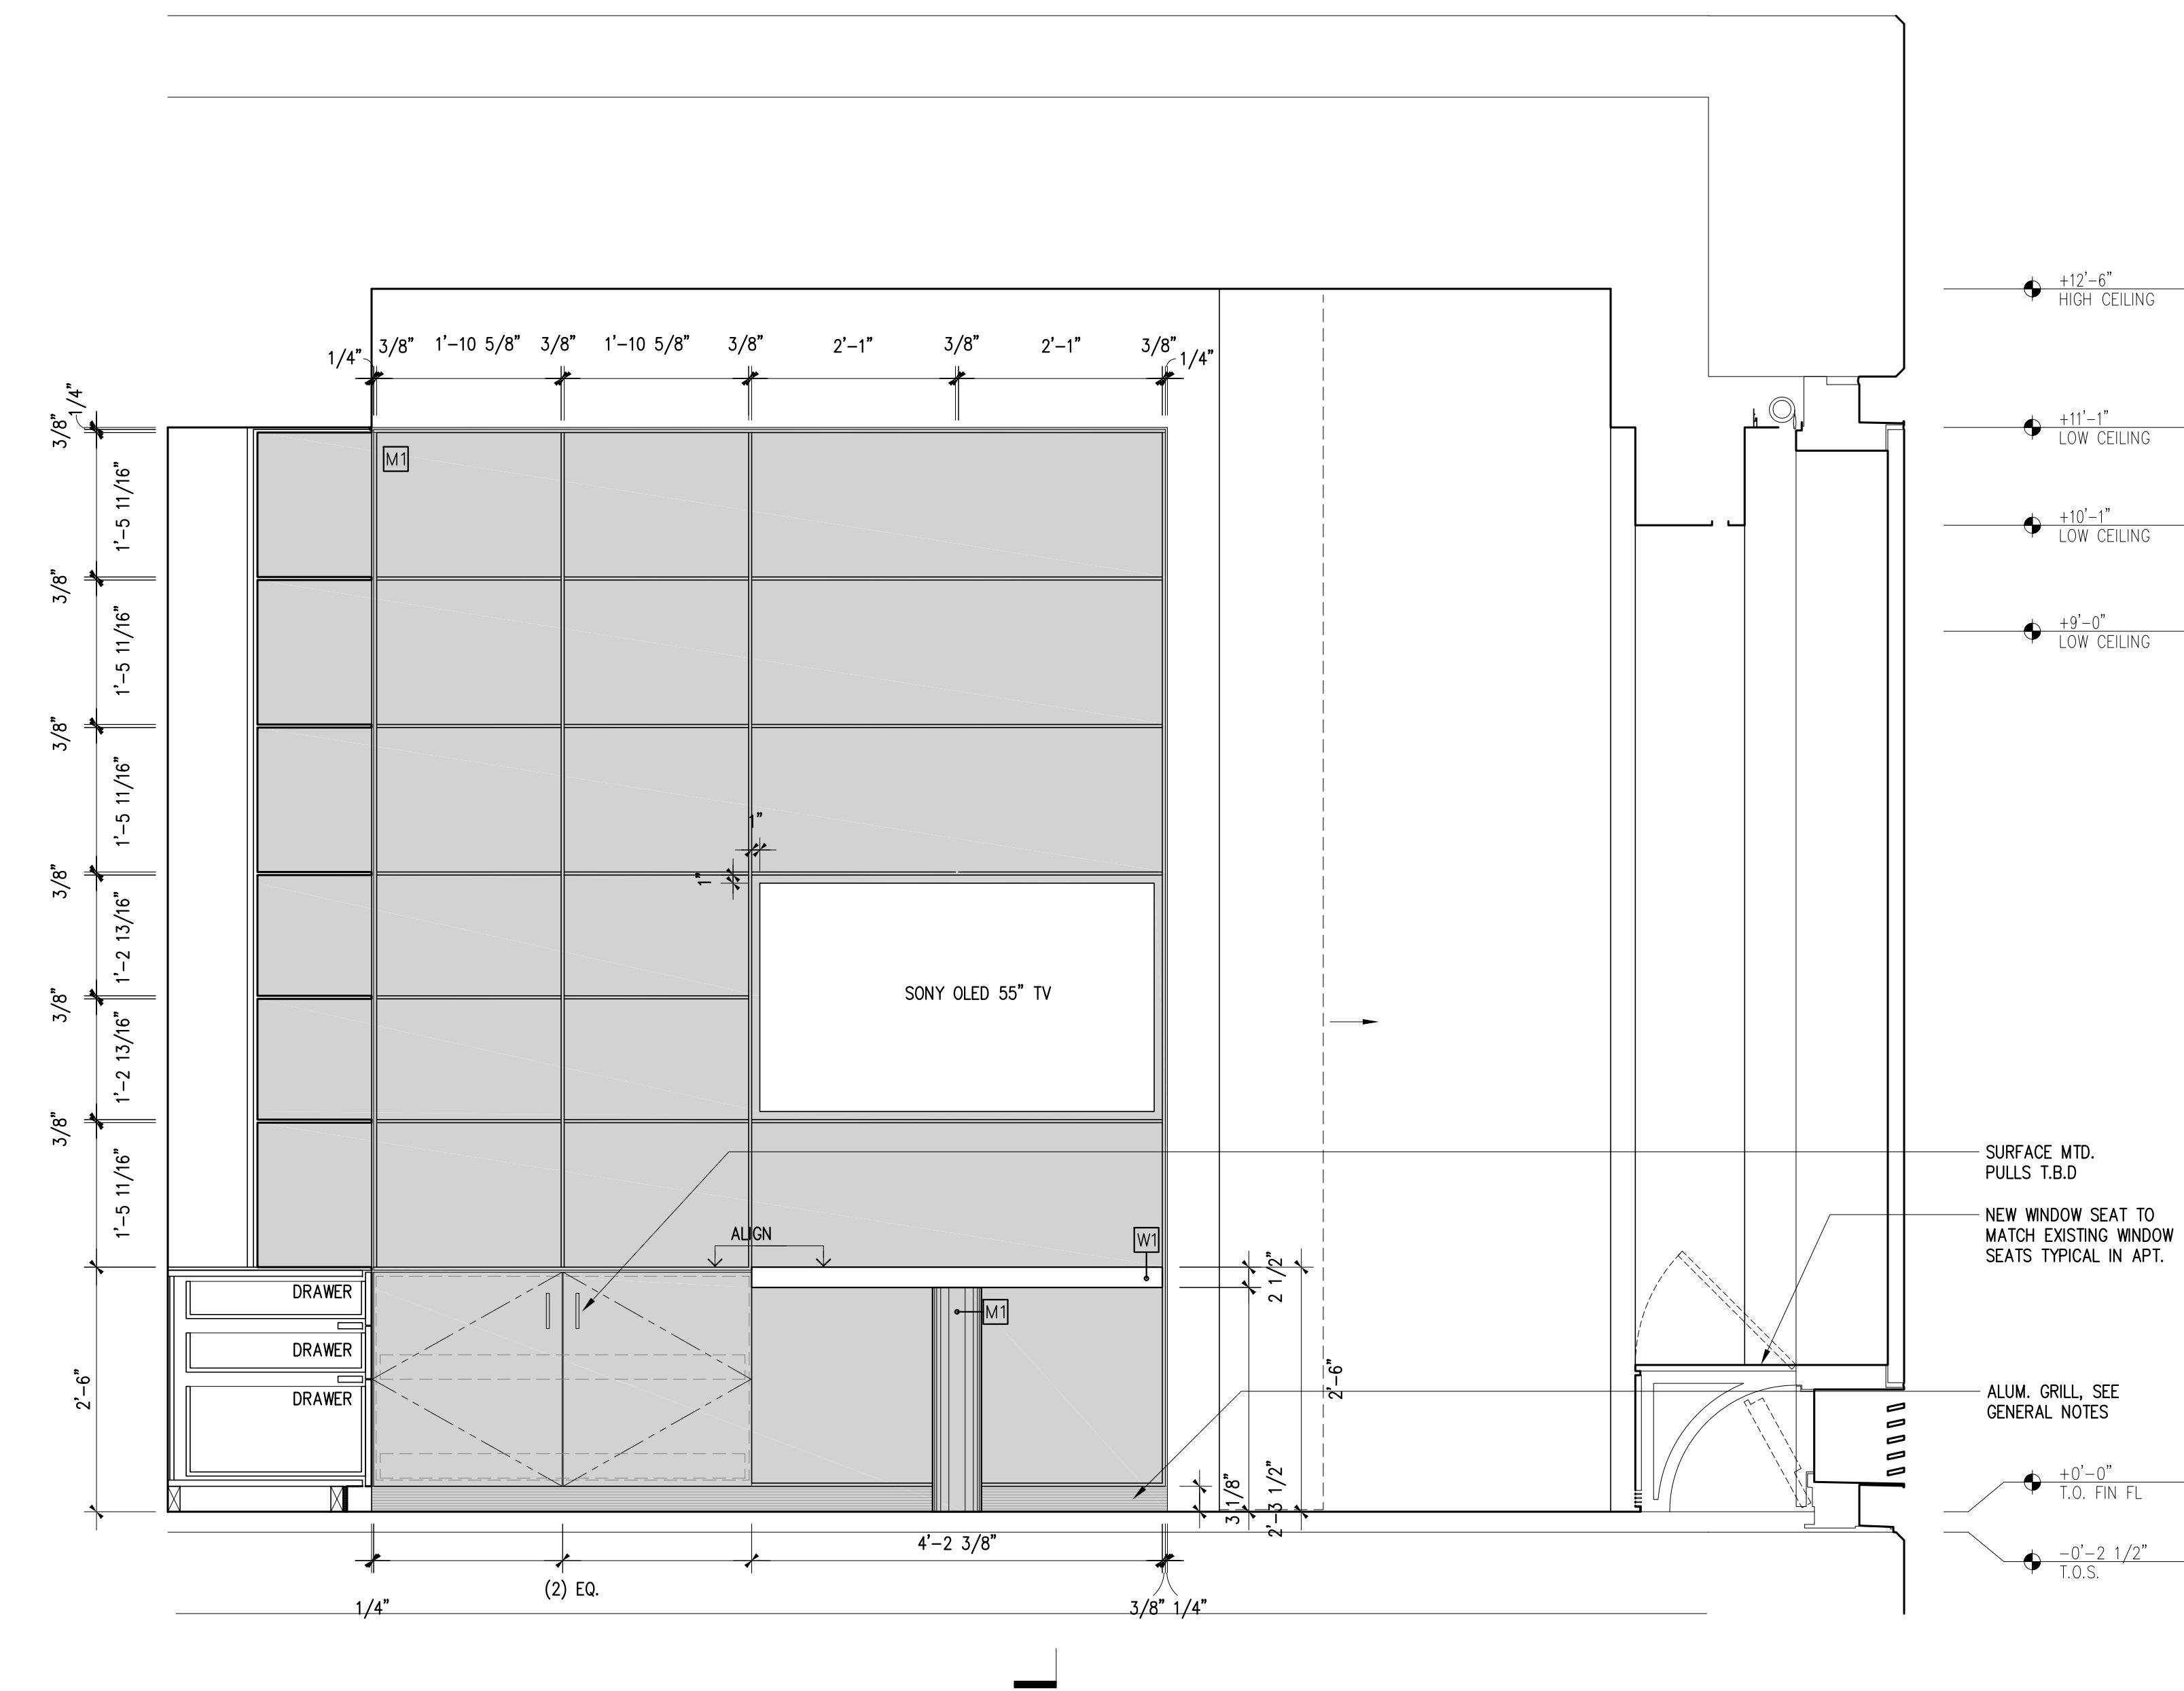 +12'-6"
HIGH CEILING
1/4" 3/8" 1'-10 5/8" 3/8" 1'-10 5/8" 3/8" 2'-1" 3/8" 2'-1" 3/8" 1/4"
1/4"
3/8"
+11'-1"
LOW CEILING
M1
1'-5 11/16"
+10'-1"
LOW CEILING
3/8"
1'-5 11/16"
+9'-0"
LOW CEILING
3/8"
1'-5 11/16"
1"
1"
3/8"
1'-2 13/16"
SONY OLED 55" TV
3/8"
1'-2 13/16"
3/8"
1'-5 11/16"
SURFACE MTD.
PULLS T.B.D
NEW WINDOW SEAT TO
MATCH EXISTING WINDOW
SEATS TYPICAL IN APT.
ALIGN
W1
2 1/2"
DRAWER
M1
DRAWER
2'-6"
2'-6"
DRAWER
ALUM. GRILL, SEE
GENERAL NOTES
3 1/8"
2'-3 1/2"
+0'-0"
T.O. FIN FL
4'-2 3/8"
-0'-2 1/2"
T.O.S.
(2) EQ.
1/4" 3/8" 1/4"